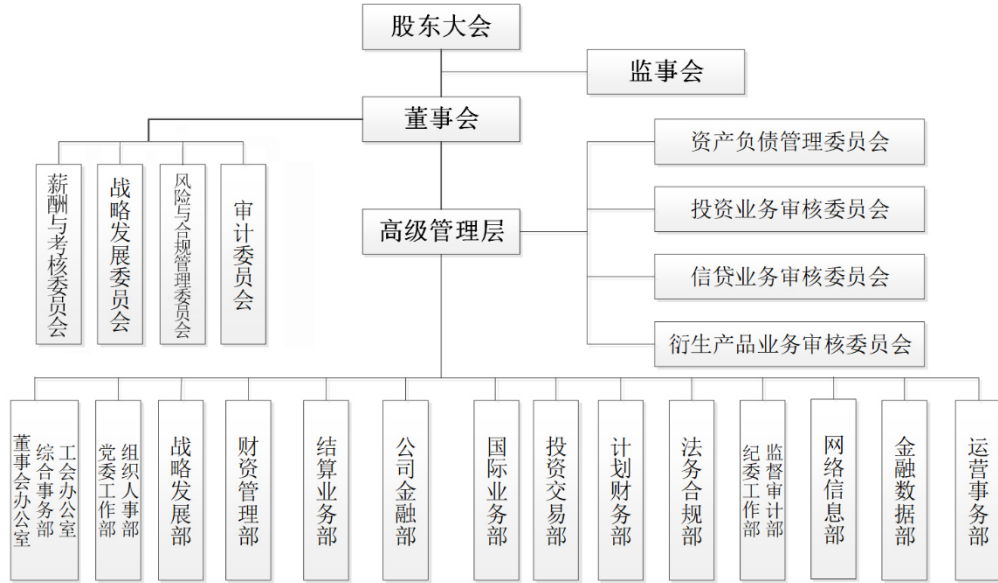 股东大会
监事会
董事会
资产负债管理委员会
投资业务审核委员会
高级管理层
信贷业务审核委员会
衍生产品业务审核委员会
薪酬与考核委员会
战略发展委员会
风险与合规管理委员会
审计委员会
董事会办公室
综合事务部
工会办公室
党委工作部
组织人事部
战略发展部
财资管理部
结算业务部
公司金融部
国际业务部
投资交易部
计划财务部
法务合规部
纪委工作部
监督审计部
网络信息部
金融数据部
运营事务部